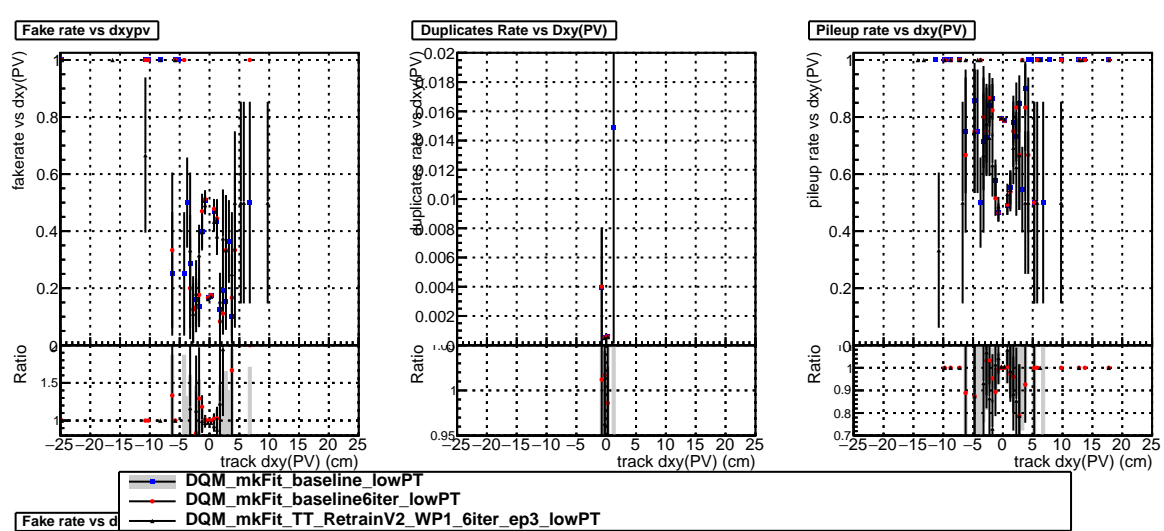 Fake rate vs dxypv
Duplicates Rate vs Dxy(PV)
Pileup rate vs dxy(PV)
fakerate vs dxy(PV)
1
0.8
0.6
0.4
0.2
duplicates rate vs dxy(PV)
0.02
0.018
0.016
0.014
0.012
0.01
0.008
0.006
0.004
0.002
0
pileup rate vs dxy(PV)
1
0.8
0.6
0.4
0.2
0
Ratio
1.5
1
Ratio
1
0.95
Ratio
1
0.9
0.8
0.7
−25 −20 −15 −10 −5 0 5 10 15 20 25
track dxy(PV) (cm)
−25 −20 −15 −10 −5 0 5 10 15 20 25
track dxy(PV) (cm)
−25 −20 −15 −10 −5 0 5 10 15 20 25
track dxy(PV) (cm)
DQM_mkFit_baseline_lowPT
DQM_mkFit_baseline6iter_lowPT
DQM_mkFit_TT_RetrainV2_WP1_6iter_ep3_lowPT
Fake rate vs d